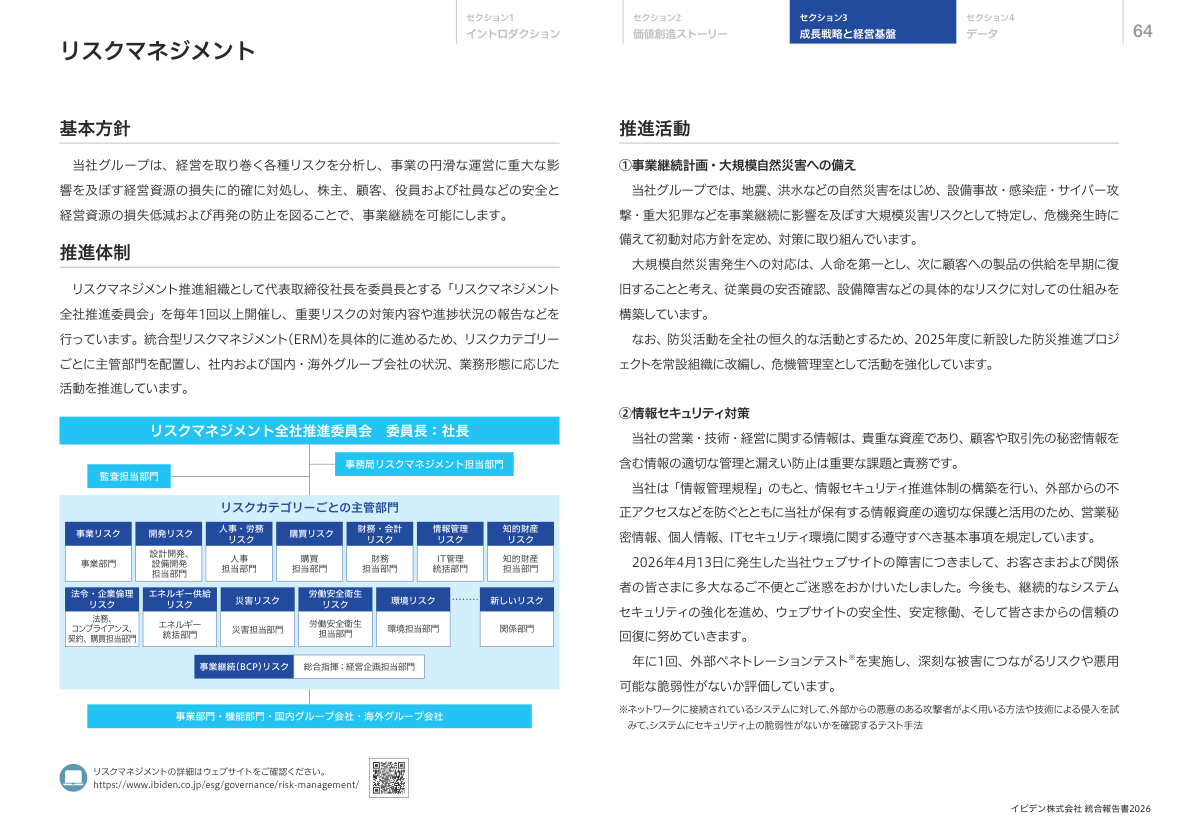 セクション1
イントロダクション
セクション2
価値創造ストーリー
セクション3
成長戦略と経営基盤
セクション4
データ
64
リスクマネジメント
基本方針
当社グループは、経営を取り巻く各種リスクを分析し、事業の円滑な運営に重大な影
響を及ぼす経営資源の損失に的確に対処し、株主、顧客、役員および社員などの安全と
経営資源の損失低減および再発の防止を図ることで、事業継続を可能にします。
推進体制
リスクマネジメント推進組織として代表取締役社長を委員長とする「リスクマネジメント
全社推進委員会」を毎年1回以上開催し、重要リスクの対策内容や進捗状況の報告などを
行っています。統合型リスクマネジメント(ERM)を具体的に進めるため、リスクカテゴリー
ごとに主管部門を配置し、社内および国内・海外グループ会社の状況、業務形態に応じた
活動を推進しています。
リスクマネジメント全社推進委員会　委員長：社長
事務局リスクマネジメント担当部門
監査担当部門
リスクカテゴリーごとの主管部門
事業リスク
事業部門
開発リスク
設計開発、
設備開発
担当部門
人事・労務
リスク
人事
担当部門
購買リスク
購買
担当部門
財務・会計
リスク
財務
担当部門
情報管理
リスク
IT管理
統括部門
知的財産
リスク
知的財産
担当部門
法令・企業倫理
リスク
法務、
コンプライアンス、
契約、購買担当部門
エネルギー供給
リスク
エネルギー
統括部門
災害リスク
災害担当部門
労働安全衛生
リスク
労働安全衛生
担当部門
環境リスク
環境担当部門
………
新しいリスク
関係部門
事業継続(BCP)リスク
総合指揮：経営企画担当部門
事業部門・機能部門・国内グループ会社・海外グループ会社
リスクマネジメントの詳細はウェブサイトをご確認ください。
https://www.ibiden.co.jp/esg/governance/risk-management/
推進活動
①事業継続計画・大規模自然災害への備え
当社グループでは、地震、洪水などの自然災害をはじめ、設備事故・感染症・サイバー攻
撃・重大犯罪などを事業継続に影響を及ぼす大規模災害リスクとして特定し、危機発生時に
備えて初動対応方針を定め、対策に取り組んでいます。
大規模自然災害発生への対応は、人命を第一とし、次に顧客への製品の供給を早期に復
旧することと考え、従業員の安否確認、設備障害などの具体的なリスクに対しての仕組みを
構築しています。
なお、防災活動を全社の恒久的な活動とするため、2025年度に新設した防災推進プロジ
ェクトを常設組織に改編し、危機管理室として活動を強化しています。
②情報セキュリティ対策
当社の営業・技術・経営に関する情報は、貴重な資産であり、顧客や取引先の秘密情報を
含む情報の適切な管理と漏えい防止は重要な課題と責務です。
当社は「情報管理規程」のもと、情報セキュリティ推進体制の構築を行い、外部からの不
正アクセスなどを防ぐとともに当社が保有する情報資産の適切な保護と活用のため、営業秘
密情報、個人情報、ITセキュリティ環境に関する遵守すべき基本事項を規定しています。
2026年4月13日に発生した当社ウェブサイトの障害につきまして、お客さまおよび関係
者の皆さまに多大なるご不便とご迷惑をおかけいたしました。今後も、継続的なシステム
セキュリティの強化を進め、ウェブサイトの安全性、安定稼働、そして皆さまからの信頼の
回復に努めていきます。
年に1回、外部ペネトレーションテスト※を実施し、深刻な被害につながるリスクや悪用
可能な脆弱性がないか評価しています。
※ネットワークに接続されているシステムに対して、外部からの悪意のある攻撃者がよく用いる方法や技術による侵入を試
みて、システムにセキュリティ上の脆弱性がないかを確認するテスト手法
イビデン株式会社 統合報告書2026